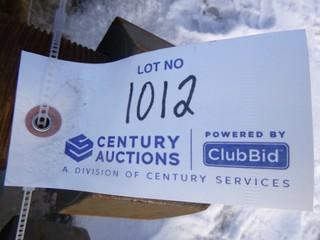 LOT NO
1012
CENTURY AUCTIONS
POWERED BY
ClubBid
A DIVISION OF CENTURY SERVICES